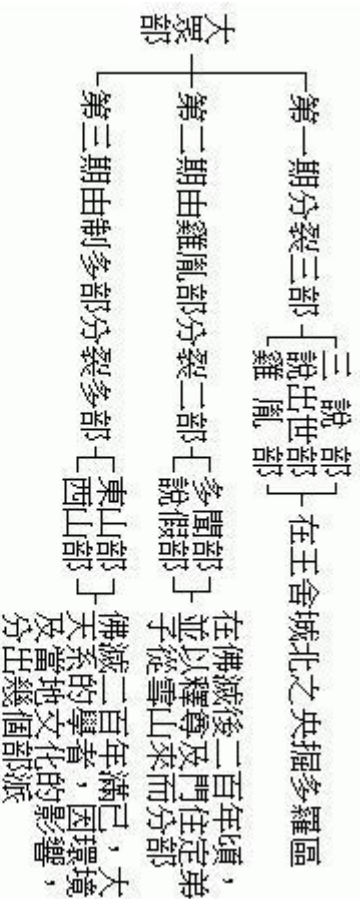 大眾部
第一期分裂三部
三說部
說出世部
雞胤部
在王舍城北之央掘多羅區
第二期由雞胤部分裂二部
多聞部
說假部
在佛滅後二百年頃，
並以釋尊及門住定弟
子從雪山來而分部
第三期由制多部分裂多部
東山部
西山部
佛滅二百年滿已，大
天系的學者，因環境
及當地文化的影響，
分出幾個部派